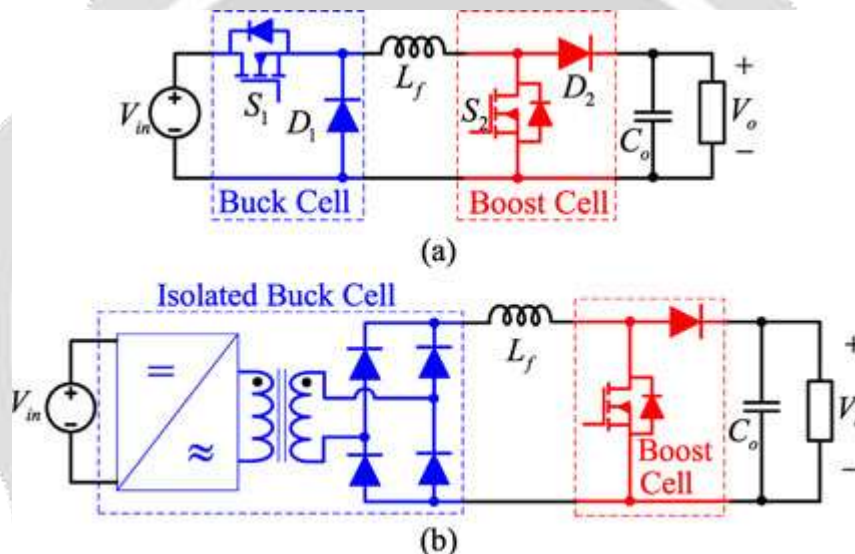 V_in S_1 D_1 L_f S_2 D_2 C_o + V_o −
Buck Cell Boost Cell
(a)
Isolated Buck Cell
V_in = ≈ L_f C_o + V −
Boost
Cell
(b)